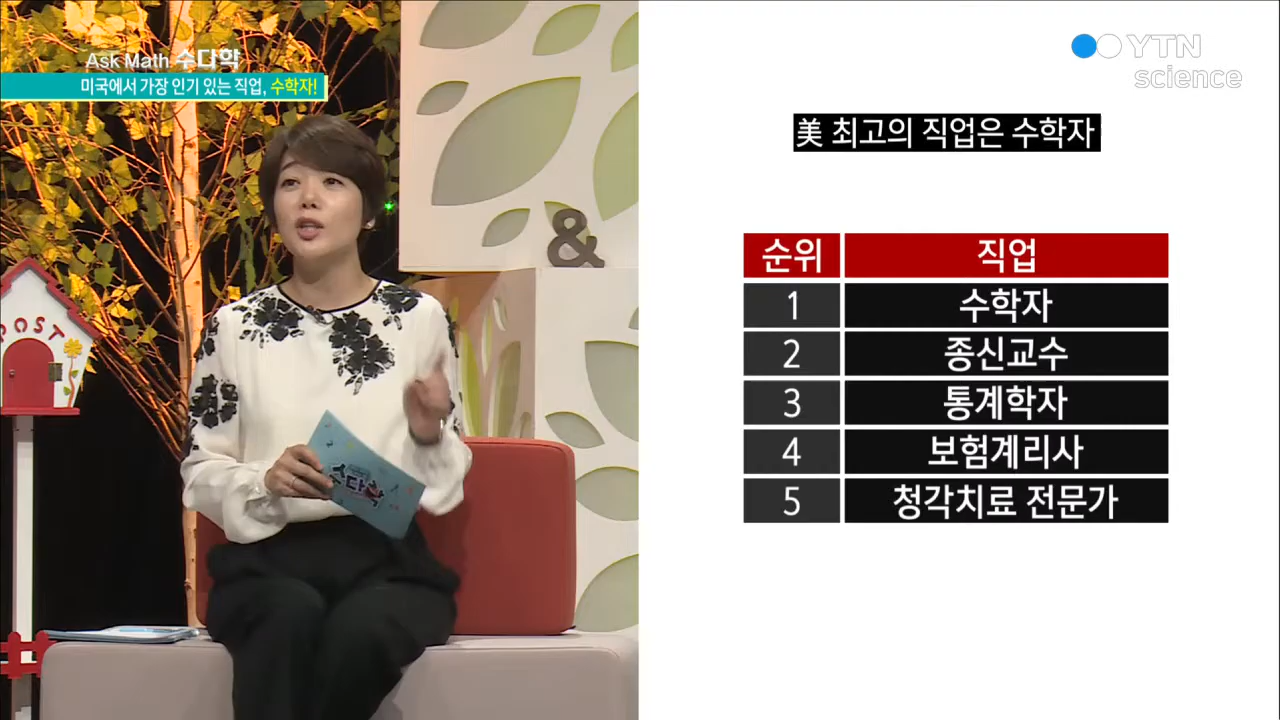 Ask Math 수다학
미국에서 가장 인기 있는 직업, 수학자!
YTN
science
美 최고의 직업은 수학자
순위 직업
1 수학자
2 종신교수
3 통계학자
4 보험계리사
5 청각치료 전문가
&
POST
수다학